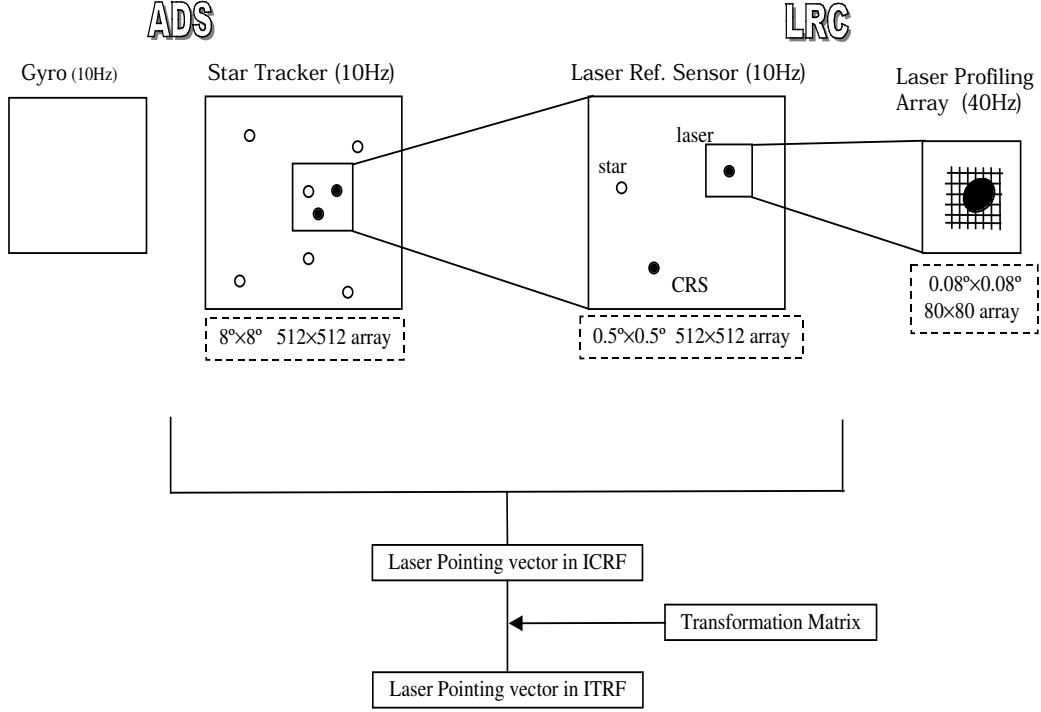 ADS
LRC
Gyro (10Hz)
Star Tracker (10Hz)
Laser Ref. Sensor (10Hz)
Laser Profiling
Array (40Hz)
laser
star
CRS
8º×8º 512×512 array
0.5º×0.5º 512×512 array
0.08º×0.08º
80×80 array
Laser Pointing vector in ICRF
Transformation Matrix
Laser Pointing vector in ITRF